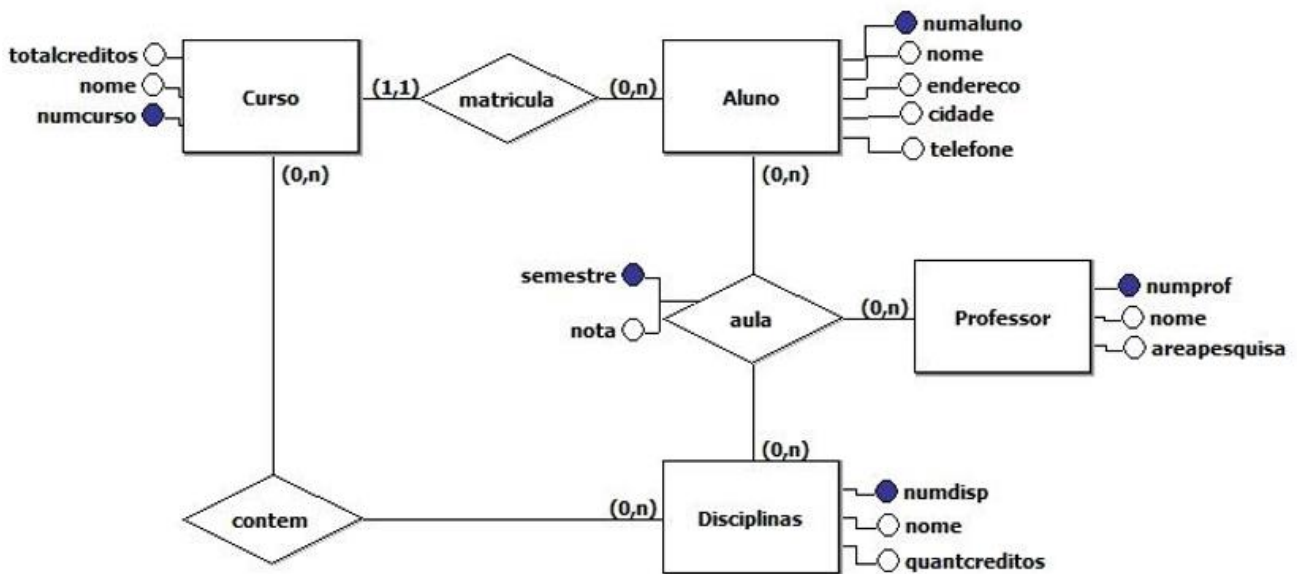 totalcreditos
nome
numcurso
Curso
(1,1)
matricula
(0,n)
Aluno
numaluno
nome
endereco
cidade
telefone
(0,n)
(0,n)
semestre
nota
aula
(0,n)
Professor
numprof
nome
areapesquisa
(0,n)
contem
(0,n)
Disciplinas
numdisp
nome
quantcreditos